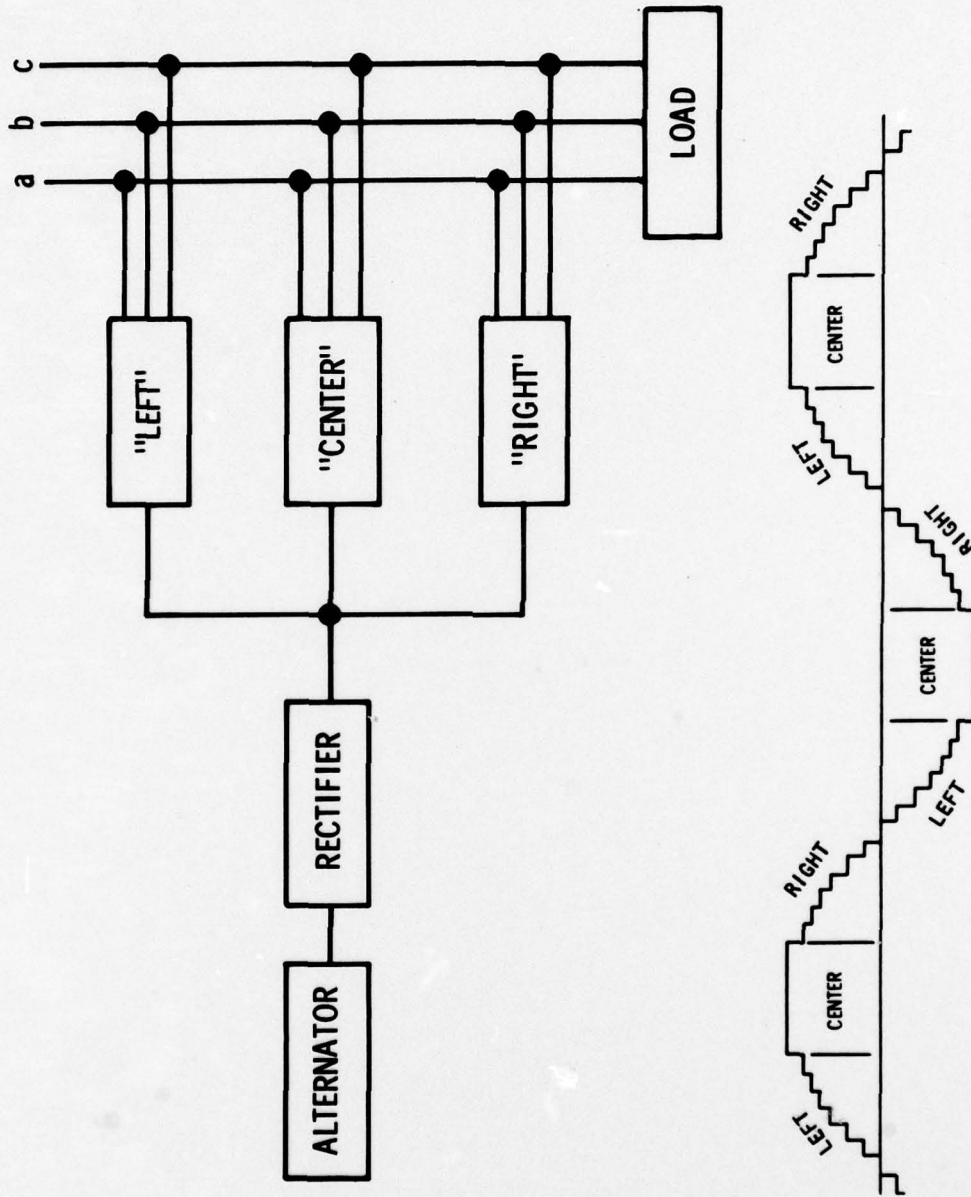 a
b
c
"LEFT"
"CENTER"
"RIGHT"
ALTERNATOR
RECTIFIER
LOAD
LEFT
CENTER
RIGHT
LEFT
CENTER
RIGHT
LEFT
CENTER
RIGHT